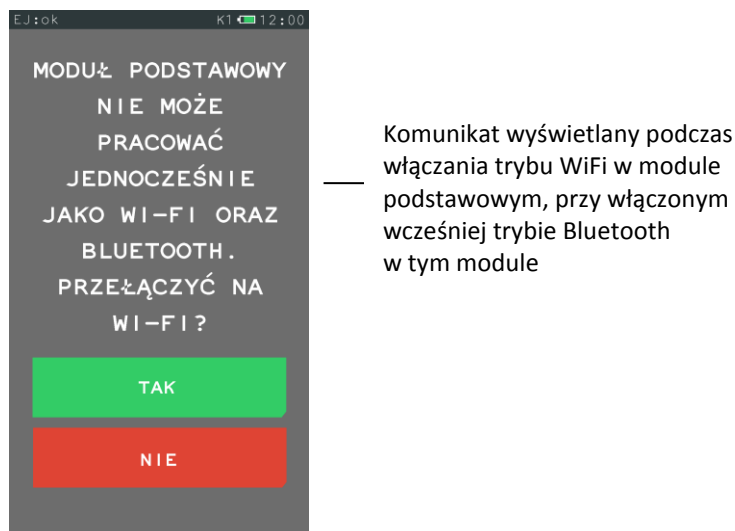 EJ:ok K1 12:00
MODUŁ PODSTAWOWY
NIE MOŻE
PRACOWAĆ
JEDNOCZEŚNIE
JAKO WI-FI ORAZ
BLUETOOTH.
PRZEŁĄCZYĆ NA
WI-FI?
TAK
NIE
Komunikat wyświetlany podczas
włączania trybu WiFi w module
podstawowym, przy włączonym
wcześniej trybie Bluetooth
w tym module